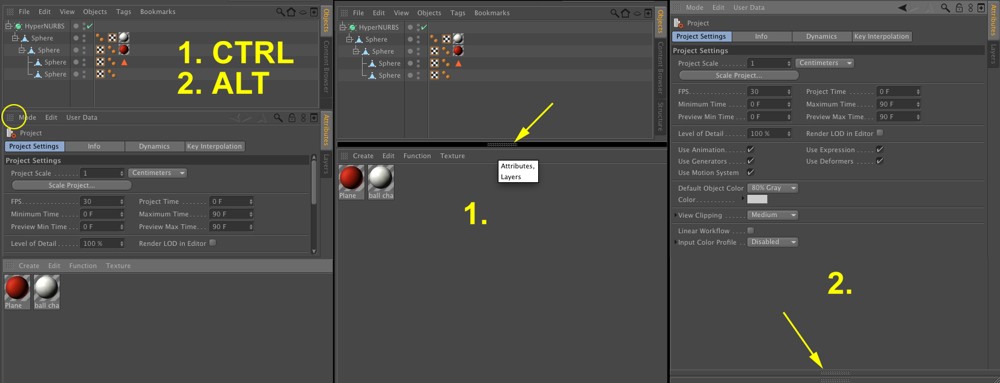 File Edit View Objects Tags Bookmarks
HyperNURBS
Sphere
Sphere
Sphere
Sphere
1. CTRL
2. ALT
Objects
Content Browser
Mode Edit User Data
Project
Project Settings Info Dynamics Key Interpolation
Project Settings
Project Scale 1 Centimeters
Scale Project...
FPS 30 Project Time 0 F
Minimum Time 0 F Maximum Time 90 F
Preview Min Time 0 F Preview Max Time 90 F
Level of Detail 100 % Render LOD in Editor
Attributes
Layers
Create Edit Function Texture
Plane ball cha
File Edit View Objects Tags Bookmarks
HyperNURBS
Sphere
Sphere
Sphere
Sphere
Objects
Content Browser
Structure
Create Edit Function Texture
Plane ball cha
Attributes,
Layers
1.
Mode Edit User Data
Project
Project Settings Info Dynamics Key Interpolation
Project Settings
Project Scale 1 Centimeters
Scale Project...
FPS 30 Project Time 0 F
Minimum Time 0 F Maximum Time 90 F
Preview Min Time 0 F Preview Max Time 90 F
Level of Detail 100 % Render LOD in Editor
Use Animation Use Expression
Use Generators Use Deformers
Use Motion System
Default Object Color 80% Gray
Color
View Clipping Medium
Linear Workflow
Input Color Profile Disabled
Attributes
Layers
2.